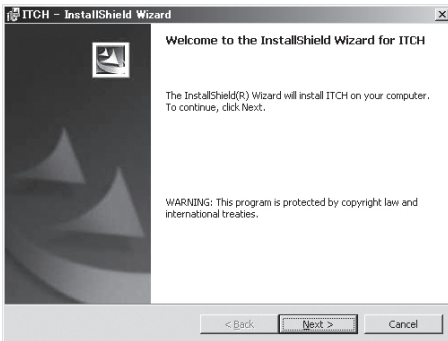 ITCH - InstallShield Wizard
Welcome to the InstallShield Wizard for ITCH
The InstallShield(R) Wizard will install ITCH on your computer.
To continue, click Next.
WARNING: This program is protected by copyright law and
international treaties.
< Back
Next >
Cancel